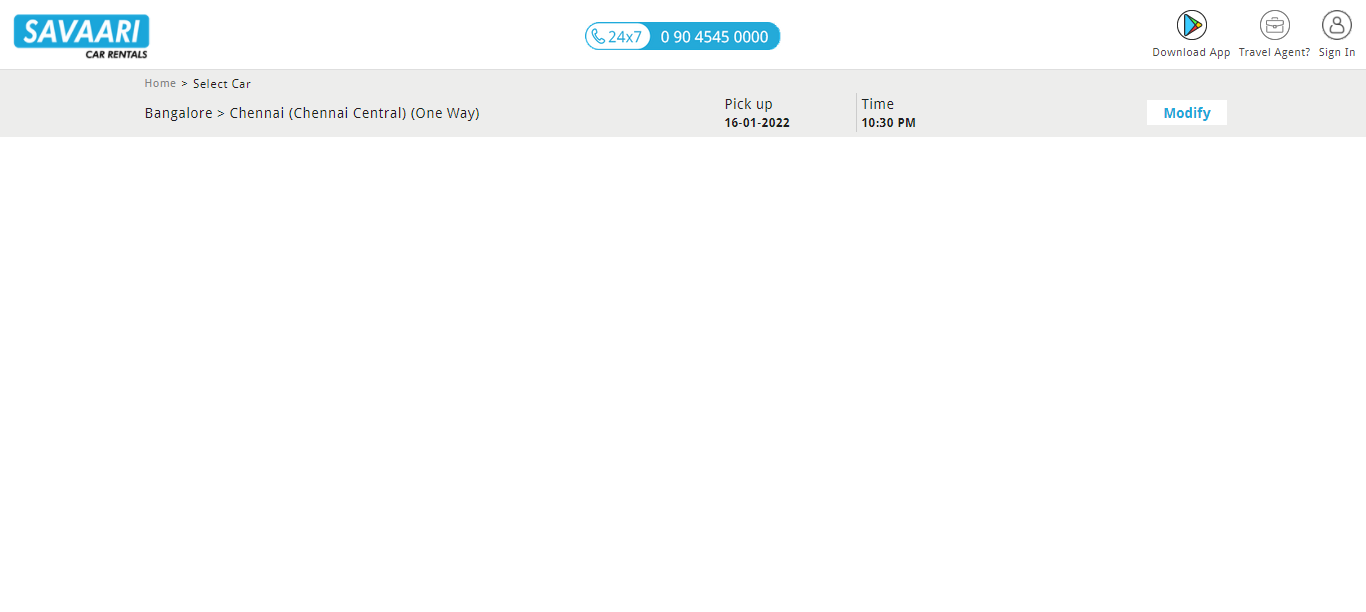 SAVAARI
CAR RENTALS
24x7 0 90 4545 0000
Download App Travel Agent? Sign In
Home > Select Car
Bangalore > Chennai (Chennai Central) (One Way)
Pick up
16-01-2022
Time
10:30 PM
Modify